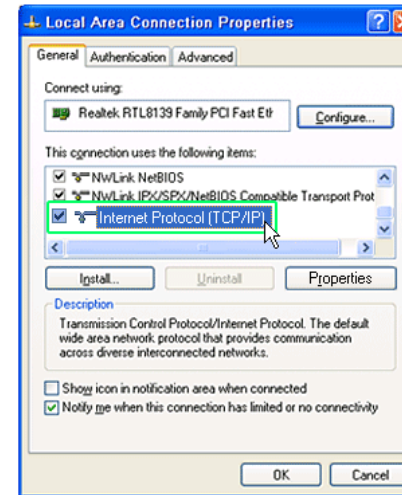 Local Area Connection Properties
General Authentication Advanced
Connect using:
Realtek RTL8139 Family PCI Fast Eth
Configure...
This connection uses the following items:
NWLink NetBIOS
NWLink IPX/SPX/NetBIOS Compatible Transport Prot
Internet Protocol (TCP/IP)
Install... Uninstall Properties
Description
Transmission Control Protocol/Internet Protocol. The default
wide area network protocol that provides communication
across diverse interconnected networks.
Show icon in notification area when connected
Notify me when this connection has limited or no connectivity
OK Cancel